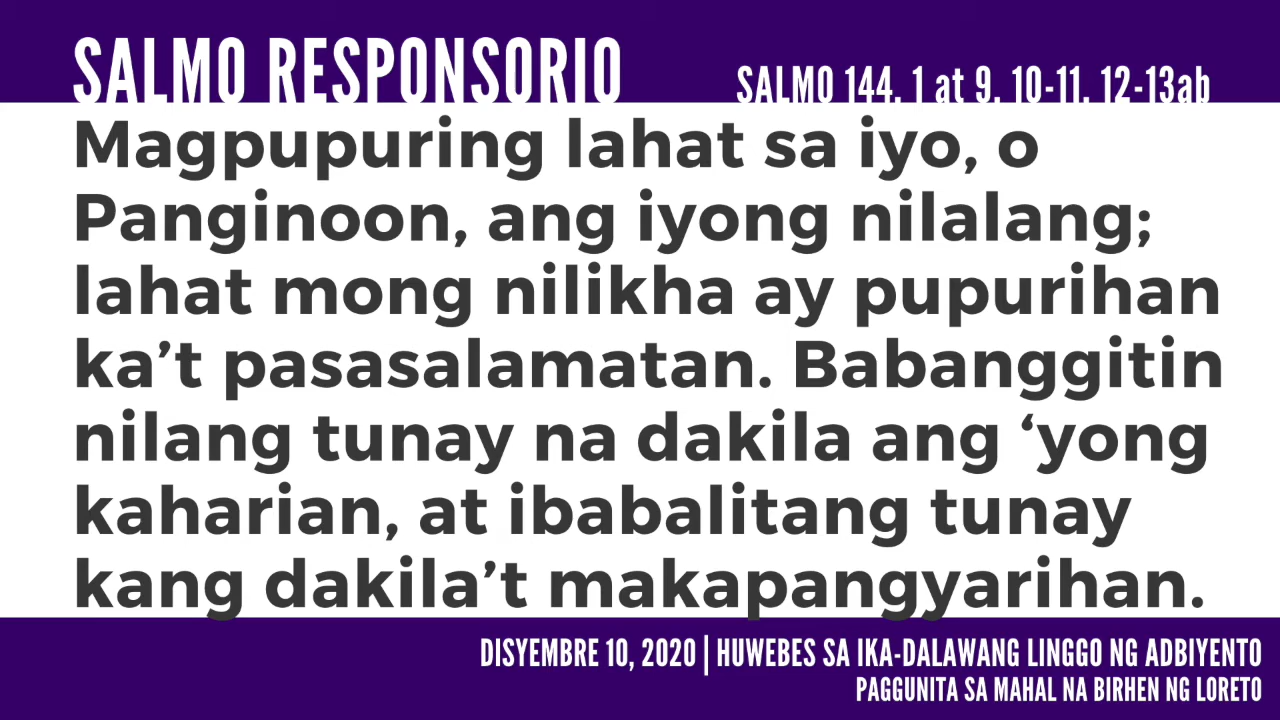 SALMO RESPONSORIO
SALMO 144, 1 at 9, 10-11, 12-13ab
Magpupuring lahat sa iyo, o
Panginoon, ang iyong nilalang;
lahat mong nilikha ay pupurihan
ka’t pasasalamatan. Babanggitin
nilang tunay na dakila ang ‘yong
kaharian, at ibabalitang tunay
kang dakila’t makapangyarihan.
DISYEMBRE 10, 2020 | HUWEBES SA IKA-DALAWANG LINGGO NG ADBIYENTO
PAGGUNITA SA MAHAL NA BIRHEN NG LORETO